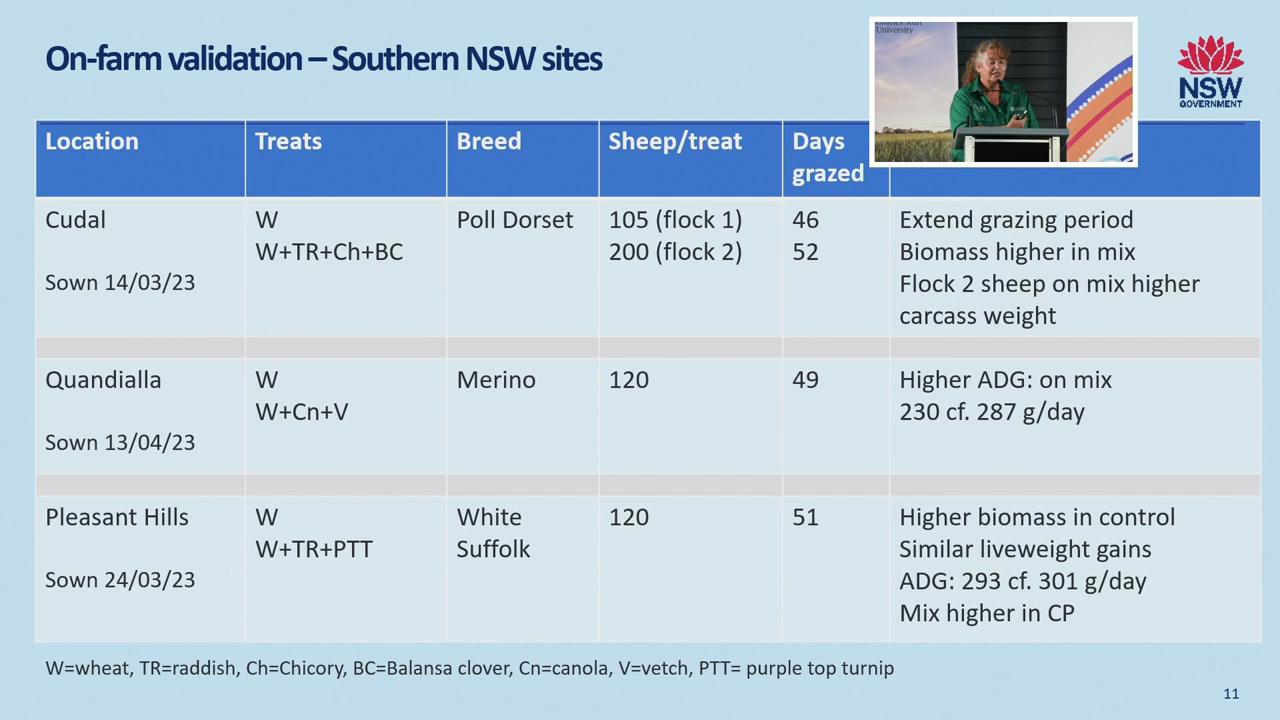 On-farm validation – Southern NSW sites
University
NSW
GOVERNMENT
Location Treats Breed Sheep/treat Days grazed
Cudal
Sown 14/03/23
W
W+TR+Ch+BC
Poll Dorset
105 (flock 1)
200 (flock 2)
46
52
Extend grazing period
Biomass higher in mix
Flock 2 sheep on mix higher
carcass weight
Quandialla
Sown 13/04/23
W
W+Cn+V
Merino
120
49
Higher ADG: on mix
230 cf. 287 g/day
Pleasant Hills
Sown 24/03/23
W
W+TR+PTT
White
Suffolk
120
51
Higher biomass in control
Similar liveweight gains
ADG: 293 cf. 301 g/day
Mix higher in CP
W=wheat, TR=raddish, Ch=Chicory, BC=Balansa clover, Cn=canola, V=vetch, PTT= purple top turnip
11